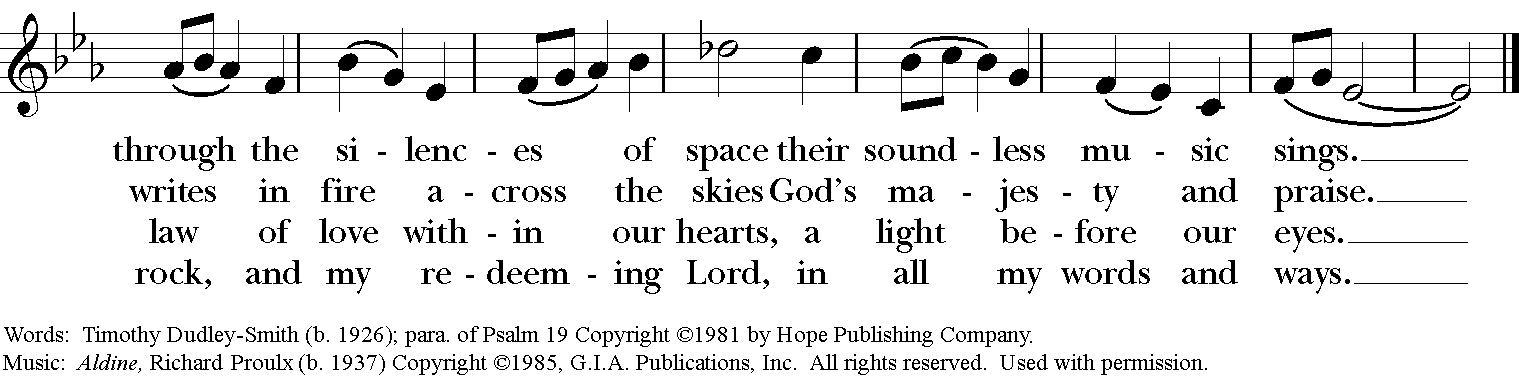 through the si - lenc - es of space their sound - less mu - sic sings.
writes in fire a - cross the skies God's ma - jes - ty and praise.
law of love with - in our hearts, a light be - fore our eyes.
rock, and my re - deem - ing Lord, in all my words and ways.
Words: Timothy Dudley-Smith (b. 1926); para. of Psalm 19 Copyright ©1981 by Hope Publishing Company.
Music: Aldine, Richard Proulx (b. 1937) Copyright ©1985, G.I.A. Publications, Inc. All rights reserved. Used with permission.